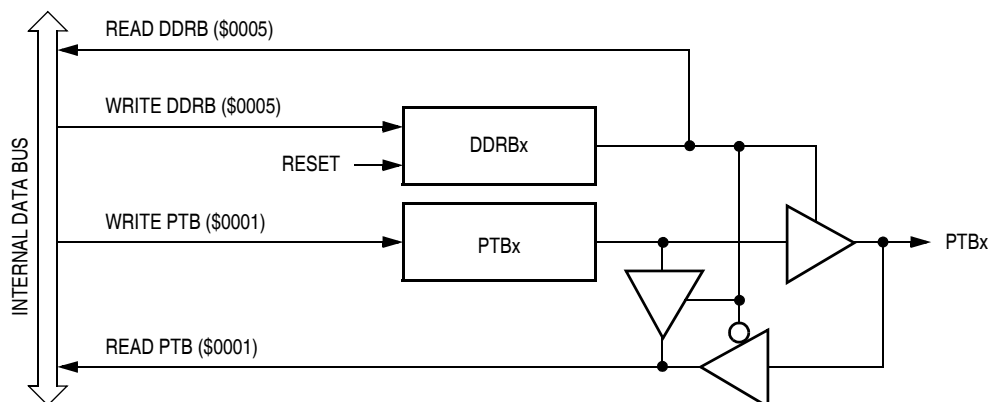 READ DDRB ($0005)
WRITE DDRB ($0005)
DDRBx
RESET
WRITE PTB ($0001)
PTBx
PTBx
READ PTB ($0001)
INTERNAL DATA BUS